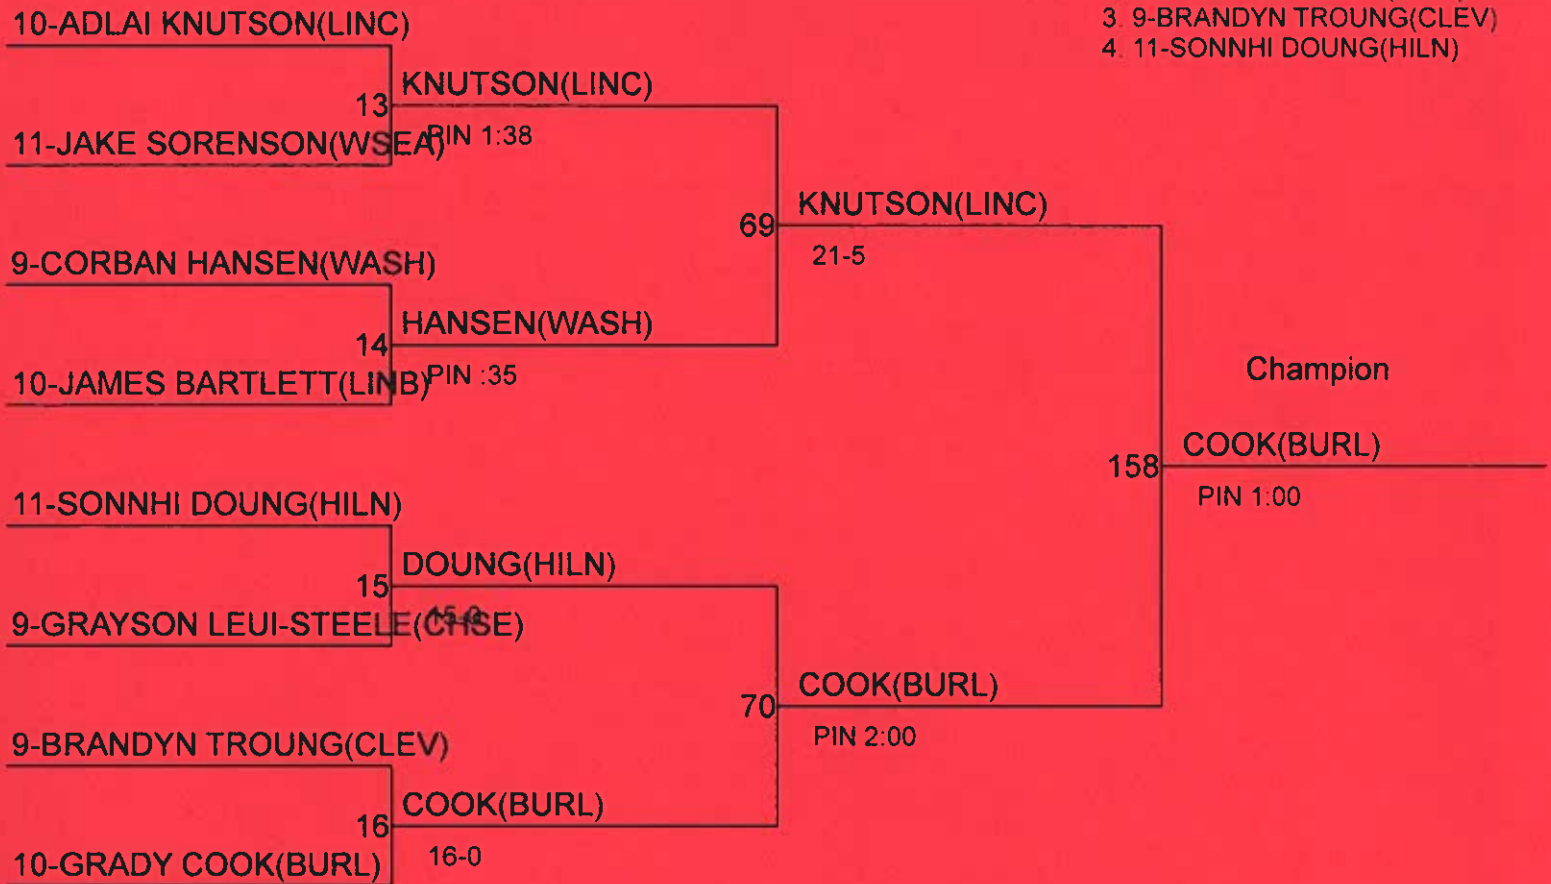 3. 9-BRANDYN TROUNG(CLEV)
4. 11-SONNHI DOUNG(HILN)
10-ADLAI KNUTSON(LINC)
13
KNUTSON(LINC)
PIN 1:38
11-JAKE SORENSON(WSEA)
69
KNUTSON(LINC)
21-5
9-CORBAN HANSEN(WASH)
14
HANSEN(WASH)
PIN :35
10-JAMES BARTLETT(LINB)
Champion
158
COOK(BURL)
PIN 1:00
11-SONNHI DOUNG(HILN)
15
DOUNG(HILN)
9-GRAYSON LEUI-STEELE(CHSE)
70
COOK(BURL)
PIN 2:00
9-BRANDYN TROUNG(CLEV)
16
COOK(BURL)
16-0
10-GRADY COOK(BURL)